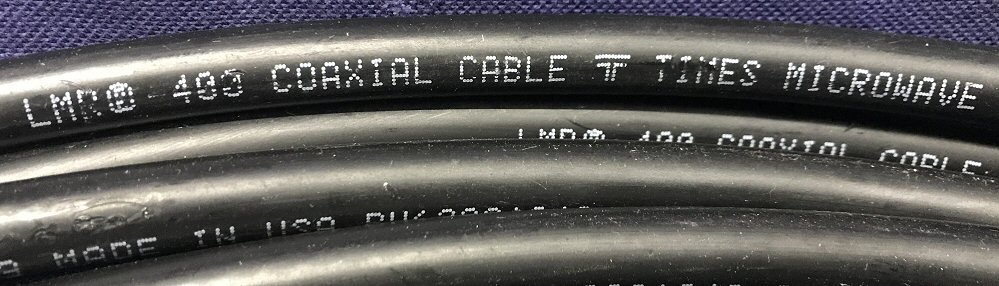 LMR® 400 COAXIAL CABLE TIMES MICROWAVE
LMR® 400 COAXIAL CABLE
MADE IN USA